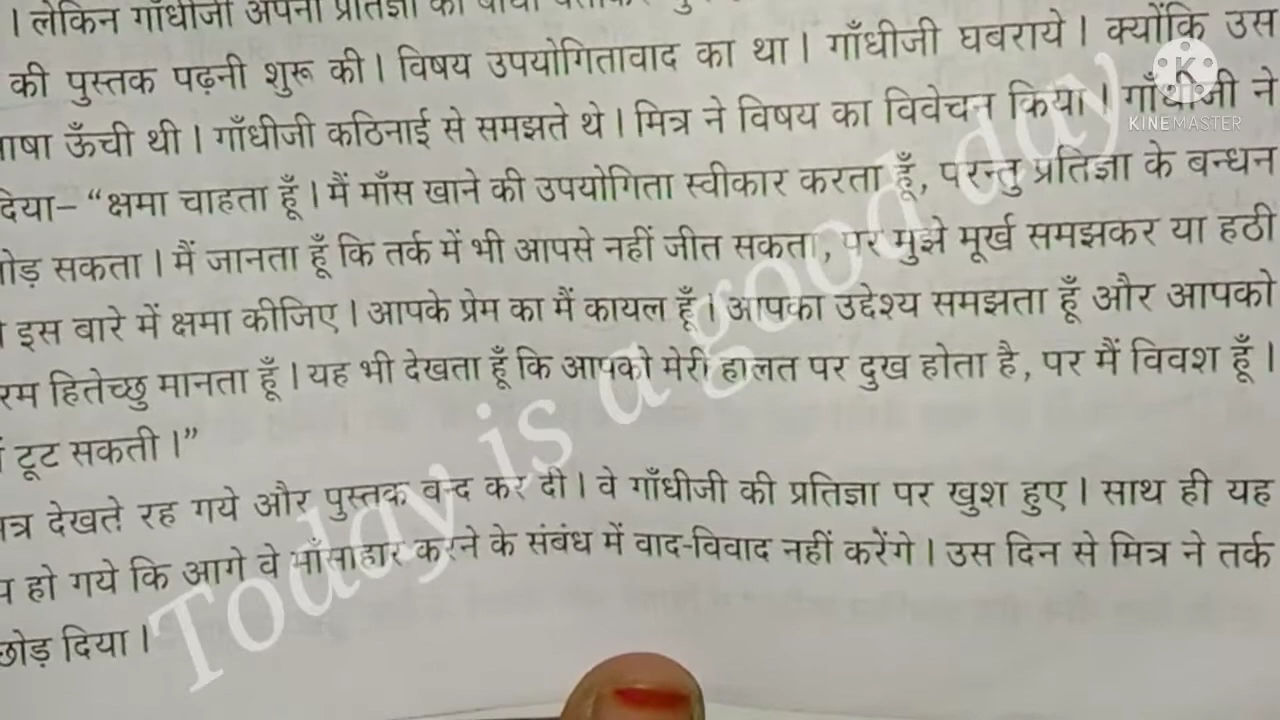 । लेकिन गाँधीजी अपनी प्रतिज्ञा की
की पुस्तक पढ़नी शुरू की । विषय उपयोगितावाद का था । गाँधीजी घबराये । क्योंकि उस
K
KINEMASTER
ऊँची थी । गाँधीजी कठिनाई से समझते थे । मित्र ने विषय का विवेचन किया । गाँधीजी ने
दिया– “क्षमा चाहता हूँ । मैं माँस खाने की उपयोगिता स्वीकार करता हूँ, परन्तु प्रतिज्ञा के बन्धन
सकता । मैं जानता हूँ कि तर्क में भी आपसे नहीं जीत सकता, पर मुझे मूर्ख समझकर या हठी
इस बारे में क्षमा कीजिए । आपके प्रेम का मैं कायल हूँ । आपका उद्देश्य समझता हूँ और आपको
हितेच्छु मानता हूँ । यह भी देखता हूँ कि आपको मेरी हालत पर दुख होता है, पर मैं विवश हूँ ।
टूट सकती ।”
देखते रह गये और पुस्तक बन्द कर दी । वे गाँधीजी की प्रतिज्ञा पर खुश हुए । साथ ही यह
हो गये कि आगे वे माँसाहार करने के संबंध में वाद-विवाद नहीं करेंगे । उस दिन से मित्र ने तर्क
छोड़ दिया ।
Today is a good day